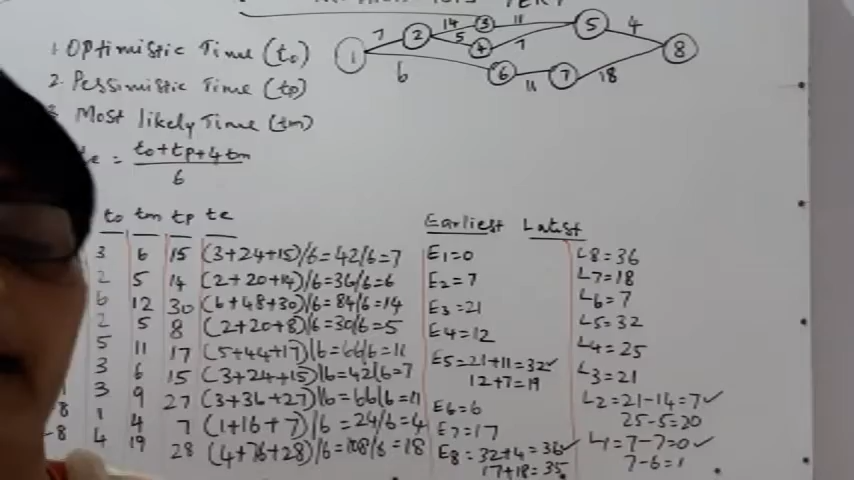 1. Optimistic Time (to)
2. Pessimistic Time (tp)
Most likely Time (tm)
te = to+tp+4tm
6
1
7
2
14
3
11
5
4
8
5
4
7
6
6
11
7
18
to tm tp te
3 6 15 (3+24+15)/6=42/6=7
2 5 14 (2+20+14)/6=36/6=6
6 12 30 (6+48+30)/6=84/6=14
2 5 8 (2+20+8)/6=30/6=5
5 11 17 (5+44+17)/6=66/6=11
3 6 15 (3+24+15)/6=42/6=7
3 9 27 (3+36+27)/6=66/6=11
-8 1 4 7 (1+16+7)/6=24/6=4
-8 4 19 28 (4+76+28)/6=108/6=18
Earliest
E1=0
E2=7
E3=21
E4=12
E5=21+11=32✓
12+7=19
E6=6
E7=17
E8=32+4=36✓
17+18=35
Latest
L8=36
L7=18
L6=7
L5=32
L4=25
L3=21
L2=21-14=7✓
25-5=20
L1=7-7=0✓
7-6=1